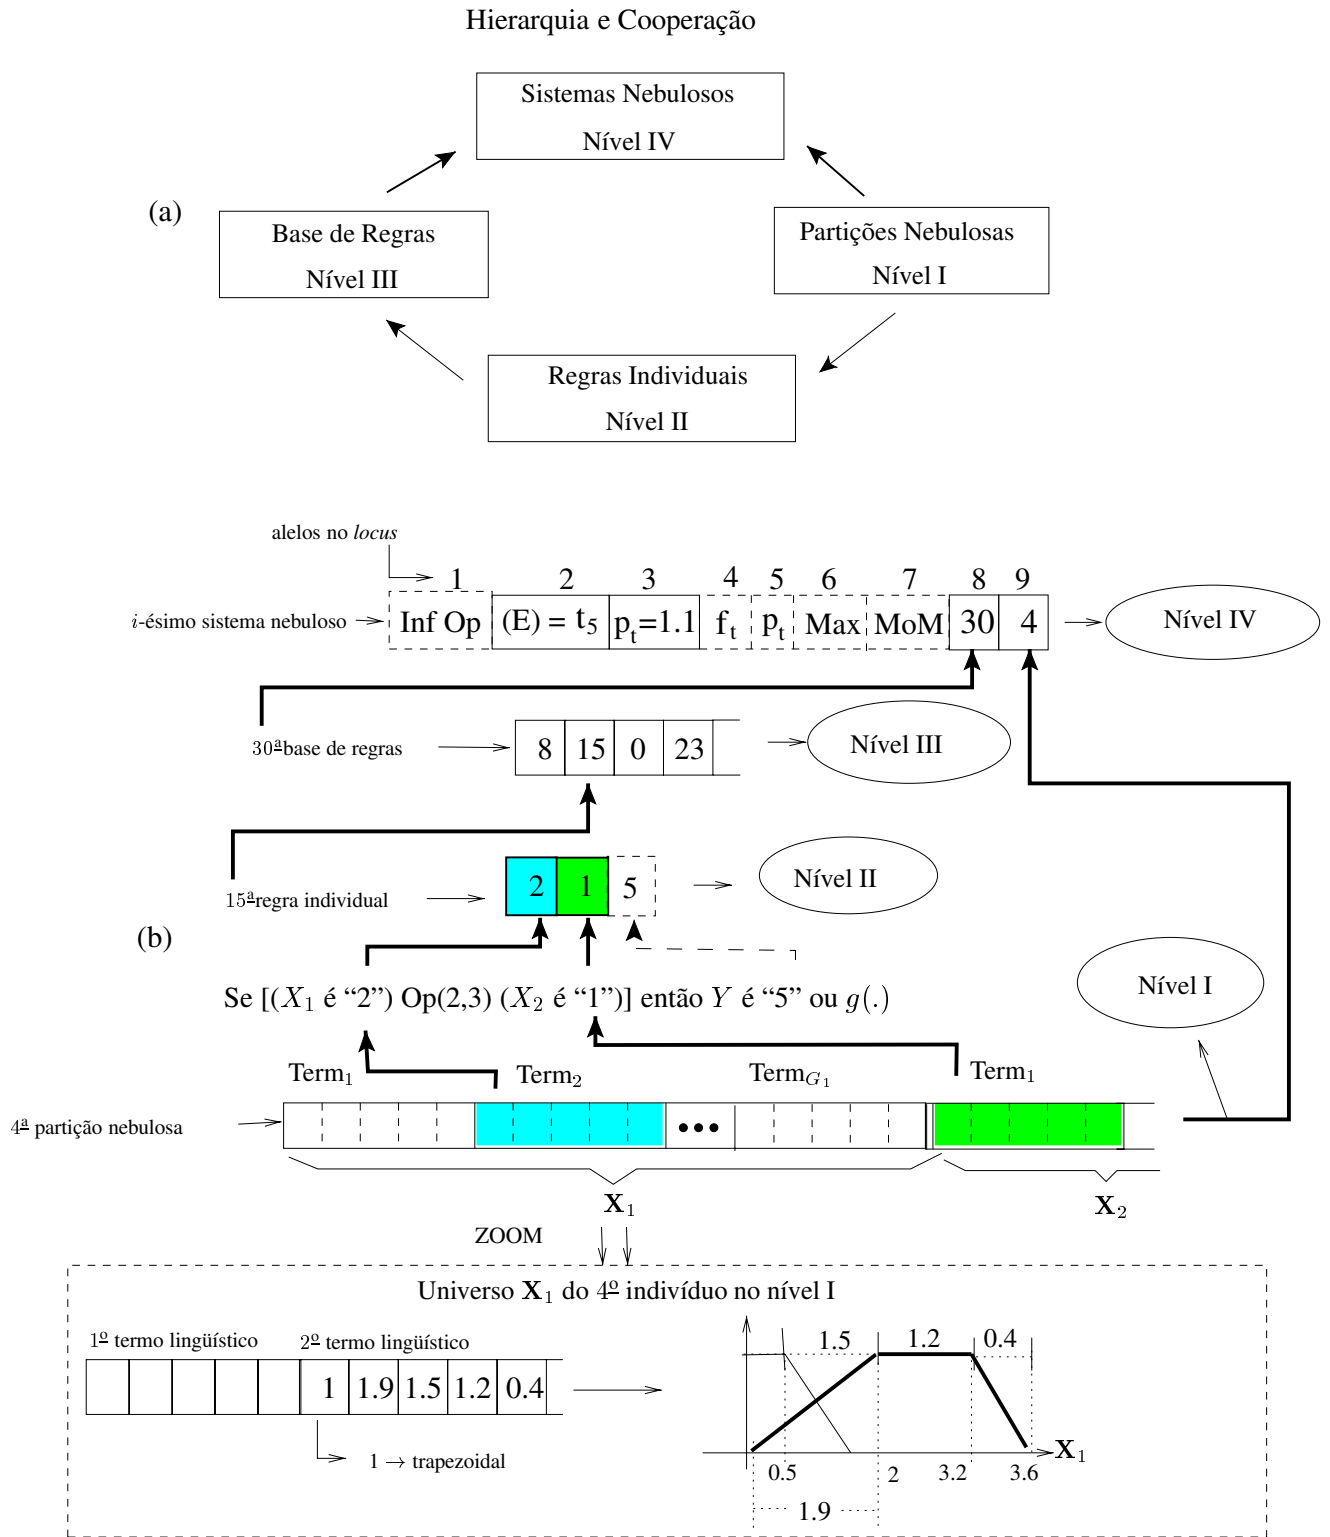 Hierarquia e Cooperação
Sistemas Nebulosos
Nível IV
(a)
Base de Regras
Nível III
Partições Nebulosas
Nível I
Regras Individuais
Nível II
alelos no locus
1 2 3 4 5 6 7 8 9
i-ésimo sistema nebuloso
Inf Op (E) = t5 pt=1.1 ft pt Max MoM 30 4
Nível IV
30ª base de regras
8 15 0 23
Nível III
15ª regra individual
2 1 5
Nível II
(b)
Se [(X1 é “2”) Op(2,3) (X2 é “1”)] então Y é “5” ou g(.)
Nível I
Term1 Term2 TermG1 Term1
4ª partição nebulosa
•••
X1 X2
ZOOM
Universo X1 do 4º indivíduo no nível I
1º termo lingüístico 2º termo lingüístico
1 1.9 1.5 1.2 0.4
1 → trapezoidal
1.5 1.2 0.4
X1
0.5 2 3.2 3.6
1.9